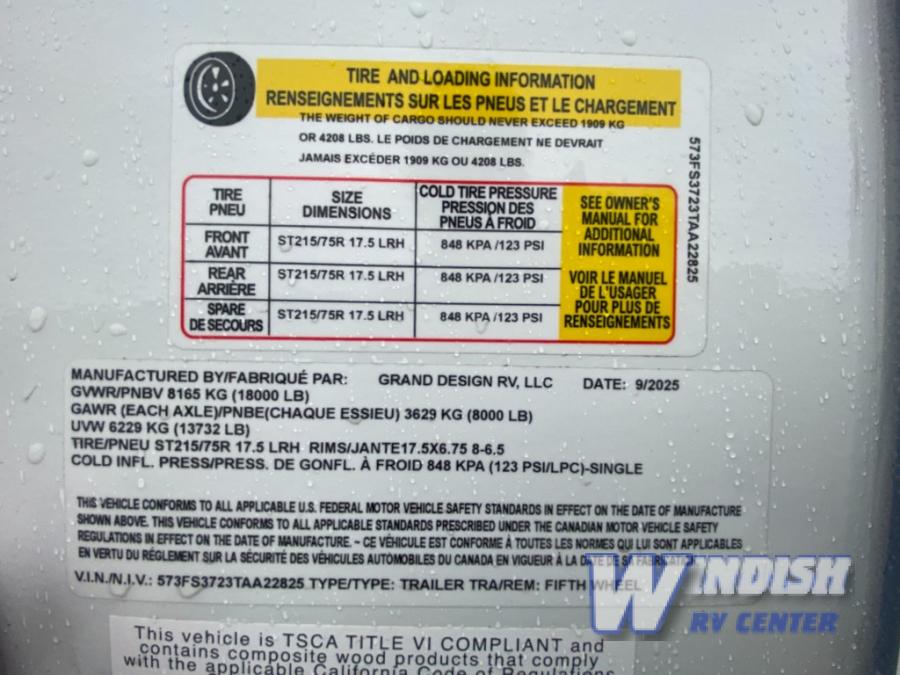 TIRE AND LOADING INFORMATION
RENSEIGNEMENTS SUR LES PNEUS ET LE CHARGEMENT
THE WEIGHT OF CARGO SHOULD NEVER EXCEED 1909 KG
OR 4208 LBS. LE POIDS DE CHARGEMENT NE DEVRAIT
JAMAIS EXCÉDER 1909 KG OU 4208 LBS.
TIRE
PNEU
SIZE
DIMENSIONS
COLD TIRE PRESSURE
PRESSION DES
PNEUS À FROID
FRONT
AVANT
ST215/75R 17.5 LRH
848 KPA /123 PSI
REAR
ARRIÈRE
ST215/75R 17.5 LRH
848 KPA /123 PSI
SPARE
DE SECOURS
ST215/75R 17.5 LRH
848 KPA /123 PSI
SEE OWNER'S
MANUAL FOR
ADDITIONAL
INFORMATION
VOIR LE MANUEL
DE L'USAGER
POUR PLUS DE
RENSEIGNEMENTS
573FS3723TAA22825
MANUFACTURED BY/FABRIQUÉ PAR: GRAND DESIGN RV, LLC DATE: 9/2025
GVWR/PNBV 8165 KG (18000 LB)
GAWR (EACH AXLE)/PNBE(CHAQUE ESSIEU) 3629 KG (8000 LB)
UVW 6229 KG (13732 LB)
TIRE/PNEU ST215/75R 17.5 LRH RIMS/JANTE17.5X6.75 8-6.5
COLD INFL. PRESS/PRESS. DE GONFL. À FROID 848 KPA (123 PSI/LPC)-SINGLE
THIS VEHICLE CONFORMS TO ALL APPLICABLE U.S. FEDERAL MOTOR VEHICLE SAFETY STANDARDS IN EFFECT ON THE DATE OF MANUFACTURE
SHOWN ABOVE. THIS VEHICLE CONFORMS TO ALL APPLICABLE STANDARDS PRESCRIBED UNDER THE CANADIAN MOTOR VEHICLE SAFETY
REGULATIONS IN EFFECT ON THE DATE OF MANUFACTURE. ~ CE VÉHICULE EST CONFORME À TOUTES LES NORMES QUI LUI SONT APPLICABLES
EN VERTU DU RÉGLEMENT SUR LA SÉCURITÉ DES VÉHICULES AUTOMOBILES DU CANADA EN VIGUEUR À LA DATE DE SA FABRICATION.
V.I.N./N.I.V.: 573FS3723TAA22825 TYPE/TYPE: TRAILER TRA/REM: FIFTH WHEEL
WINDISH
RV CENTER
This vehicle is TSCA TITLE VI COMPLIANT and
contains composite wood products that comply
with the applicable California Code of Regulations